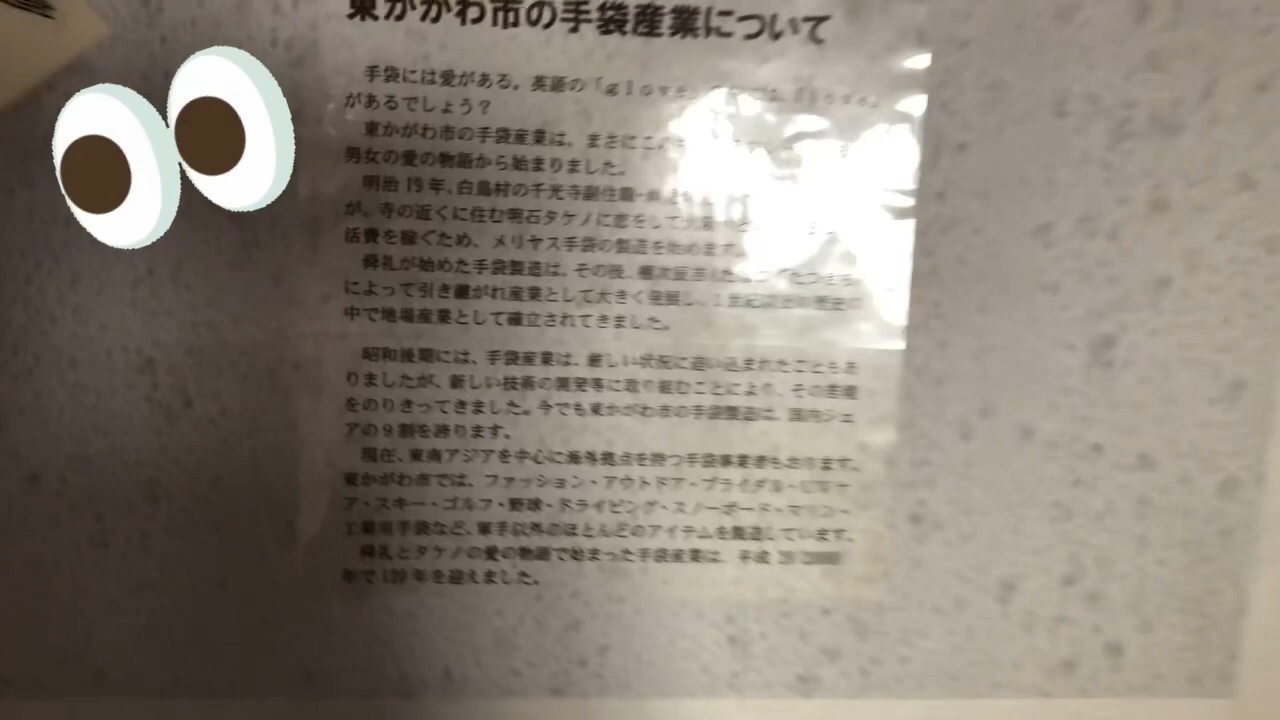 東かがわ市の手袋産業について
手袋には愛がある。英語の「glove」
があるでしょう？
東かがわ市の手袋産業は、まさにこの
男女の愛の物語から始まりました。
明治19年、白鳥村の千光寺副住職
が、寺の近くに住む明石タケノに恋をして
活費を稼ぐため、メリヤス手袋の製造を始めます
舜礼が始めた手袋製造は、その後、
によって引き継がれ産業として大きく発展し、1世紀
中で地場産業として確立されてきました。
昭和後期には、手袋産業は、厳しい状況に追い込まれたこともあ
りましたが、新しい技術の開発等に取り組むことにより、その苦難
をのりきってきました。今でも東かがわ市の手袋製造は、国内シェ
アの9割を誇ります。
現在、東南アジアを中心に海外拠点を持つ手袋事業者もおります。
東かがわ市では、ファッション・アウトドア・ブライダル・UVケ
ア・スキー・ゴルフ・野球・ドライビング・スノーボード・マリン・
工業用手袋など、軍手以外のほとんどのアイテムを製造しています。
舜礼とタケノの愛の物語で始まった手袋産業は、平成
年で120年を迎えました。